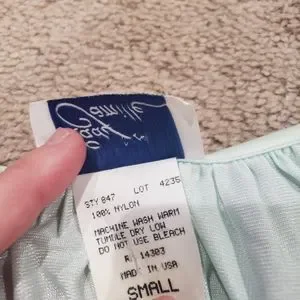 STY 847 LOT 4235
100% NYLON
MACHINE WASH WARM
TUMBLE DRY LOW
DO NOT USE BLEACH
14303
MADE IN USA
SMALL